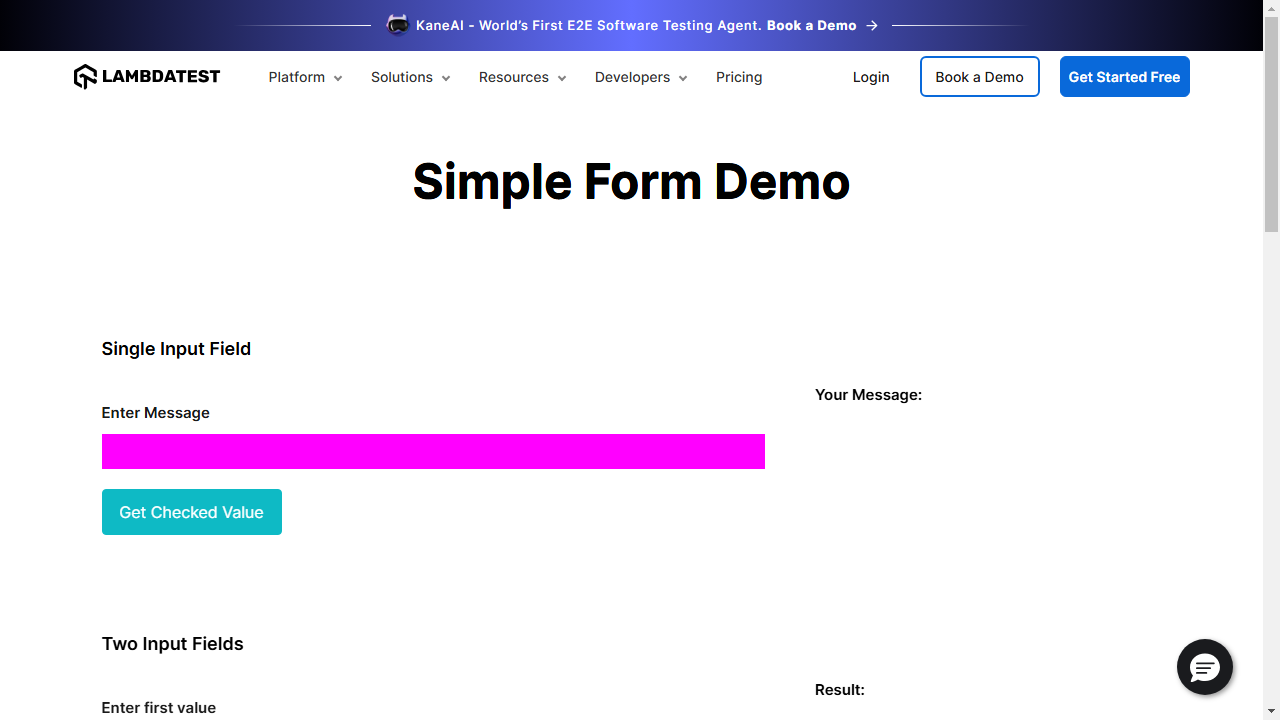 KaneAI - World's First E2E Software Testing Agent. Book a Demo →
LAMBDATEST Platform Solutions Resources Developers Pricing Login Book a Demo Get Started Free
Simple Form Demo
Single Input Field
Your Message:
Enter Message
Get Checked Value
Two Input Fields
Result:
Enter first value